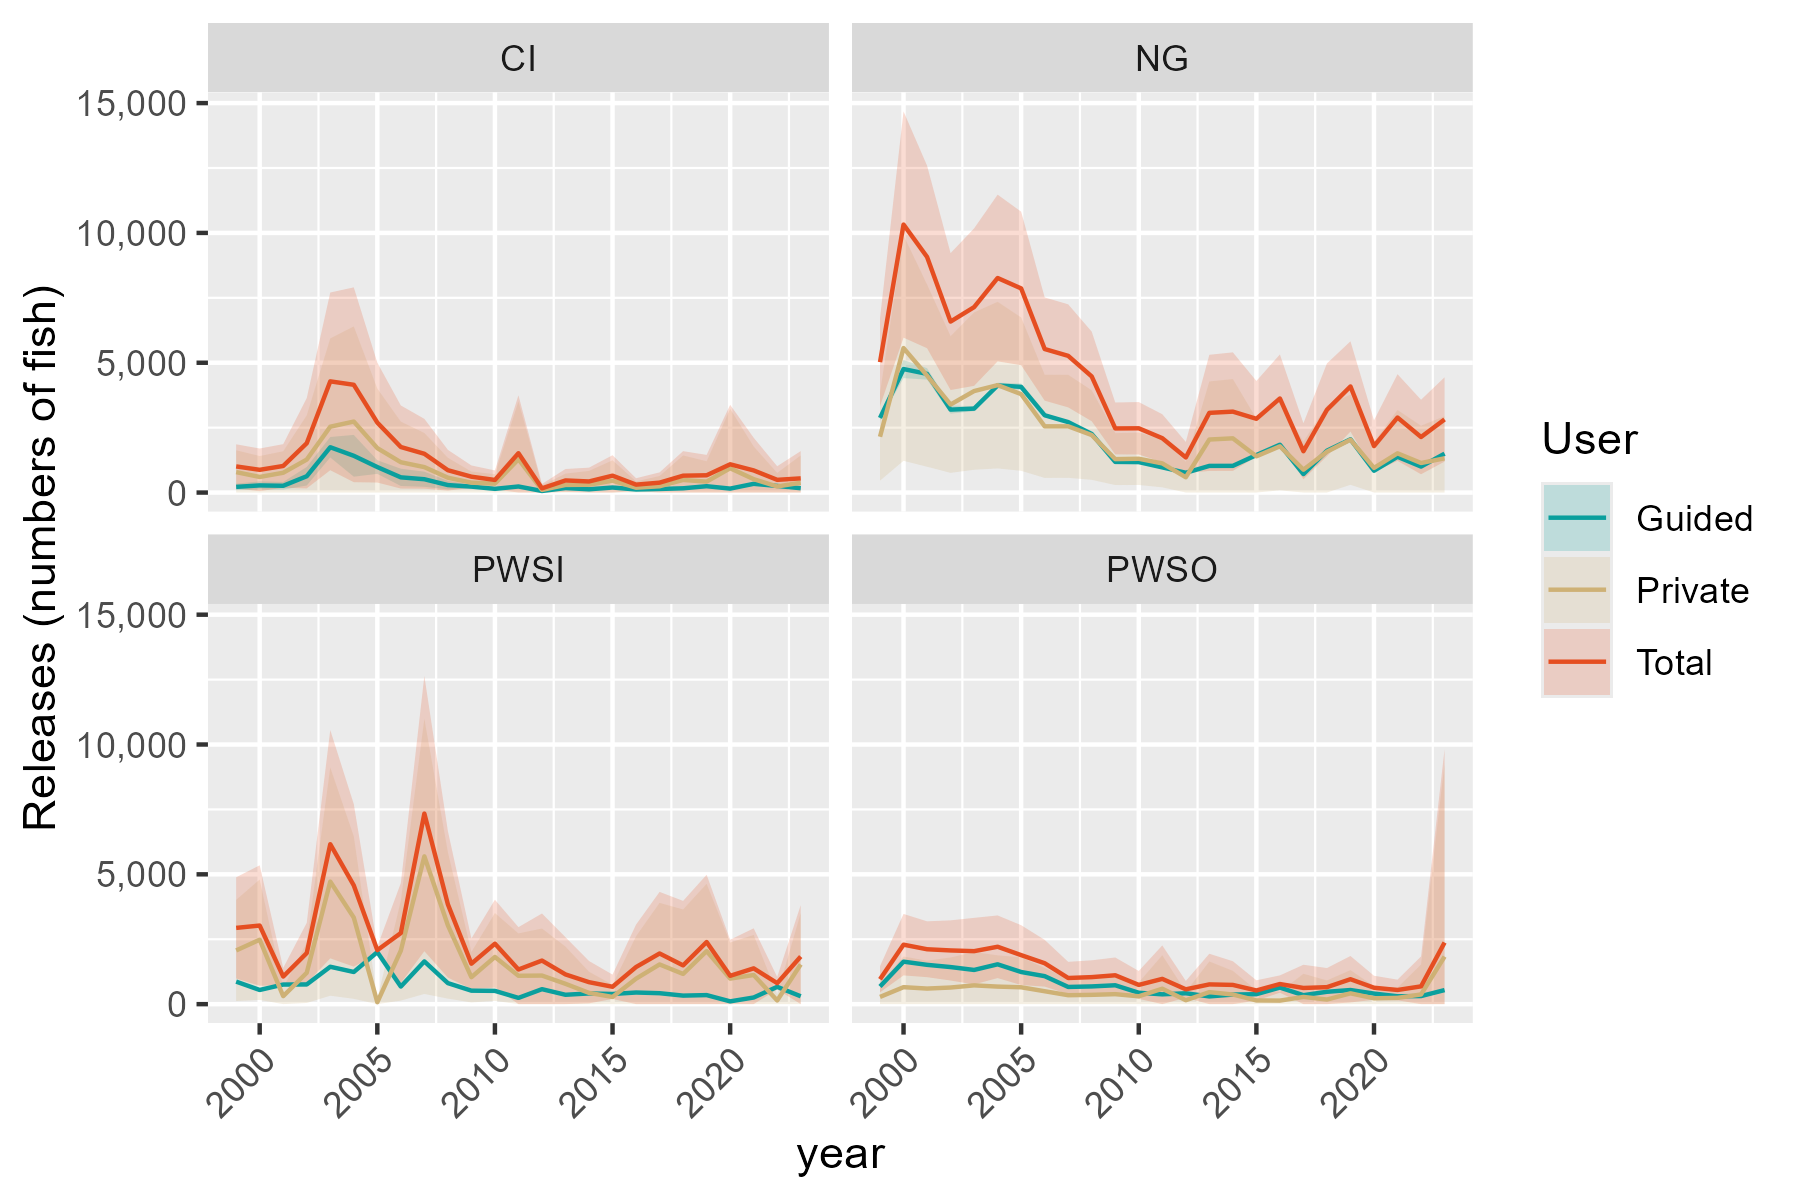 CI
NG
15,000
10,000
5,000
0
PWSI
PWSO
15,000
10,000
5,000
0
2000
2005
2010
2015
2020
2000
2005
2010
2015
2020
year
Releases (numbers of fish)
User
Guided
Private
Total